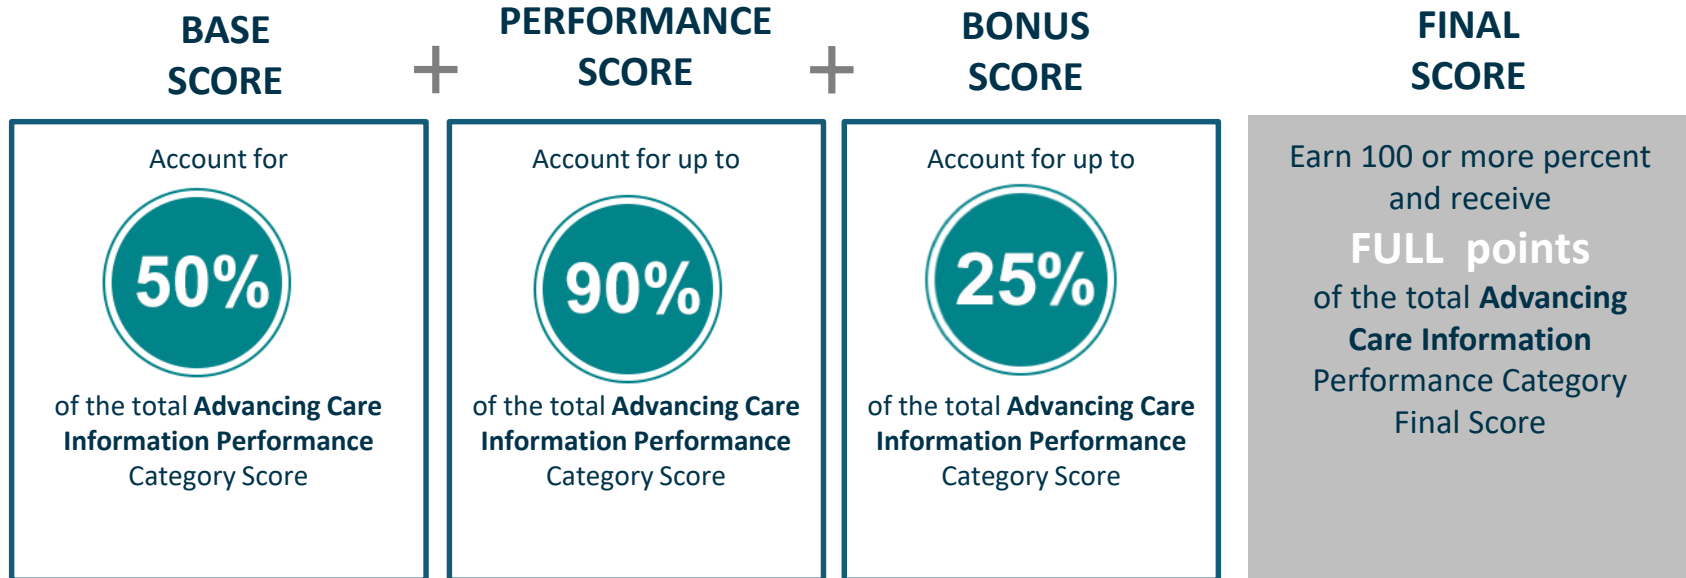 BASE
SCORE
+
PERFORMANCE
SCORE
+
BONUS
SCORE
FINAL
SCORE
Account for
50%
of the total Advancing Care
Information Performance
Category Score
Account for up to
90%
of the total Advancing Care
Information Performance
Category Score
Account for up to
25%
of the total Advancing Care
Information Performance
Category Score
Earn 100 or more percent
and receive
FULL points
of the total Advancing
Care Information
Performance Category
Final Score